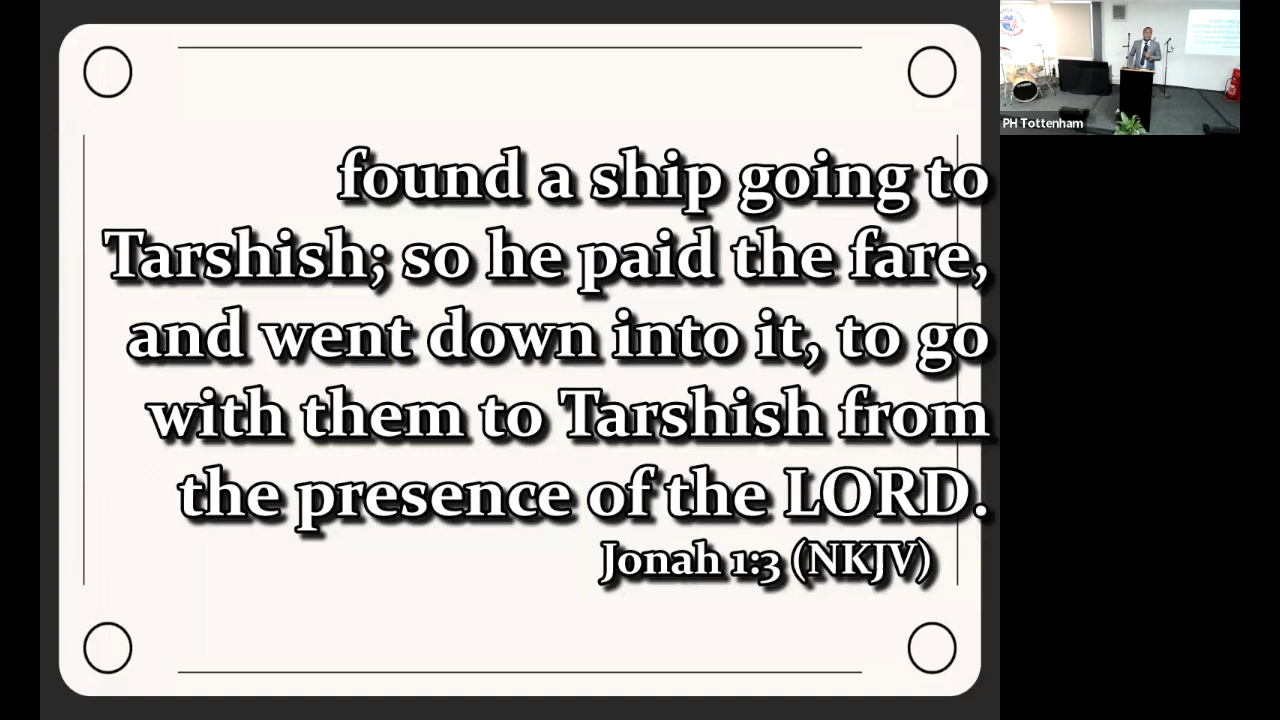 found a ship going to
Tarshish; so he paid the fare,
and went down into it, to go
with them to Tarshish from
the presence of the LORD.
Jonah 1:3 (NKJV)
PH Tottenham